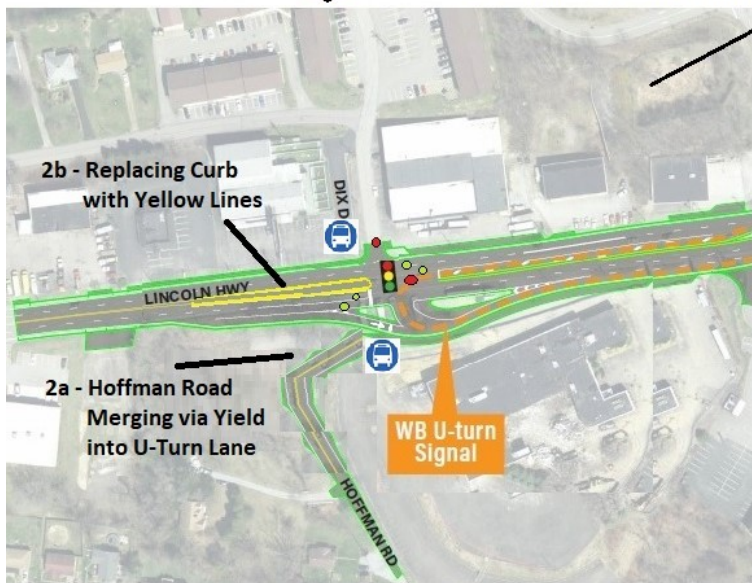 2b - Replacing Curb
with Yellow Lines
DIX D
LINCOLN HWY
2a - Hoffman Road
Merging via Yield
into U-Turn Lane
WB U-turn
Signal
HOFFMAN RD